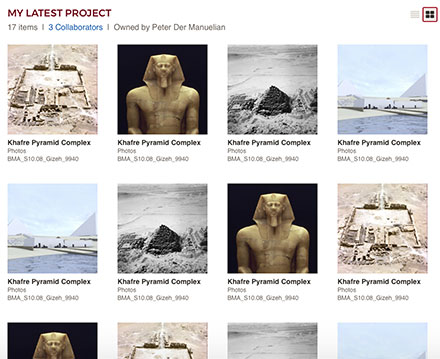 MY LATEST PROJECT
17 items | 3 Collaborators | Owned by Peter Der Manuelian
Khafre Pyramid Complex
Photos
BMA_S10.08_Gizeh_9940
Khafre Pyramid Complex
Photos
BMA_S10.08_Gizeh_9940
Khafre Pyramid Complex
Photos
BMA_S10.08_Gizeh_9940
Khafre Pyramid Complex
Photos
BMA_S10.08_Gizeh_9940
Khafre Pyramid Complex
Photos
BMA_S10.08_Gizeh_9940
Khafre Pyramid Complex
Photos
BMA_S10.08_Gizeh_9940
Khafre Pyramid Complex
Photos
BMA_S10.08_Gizeh_9940
Khafre Pyramid Complex
Photos
BMA_S10.08_Gizeh_9940